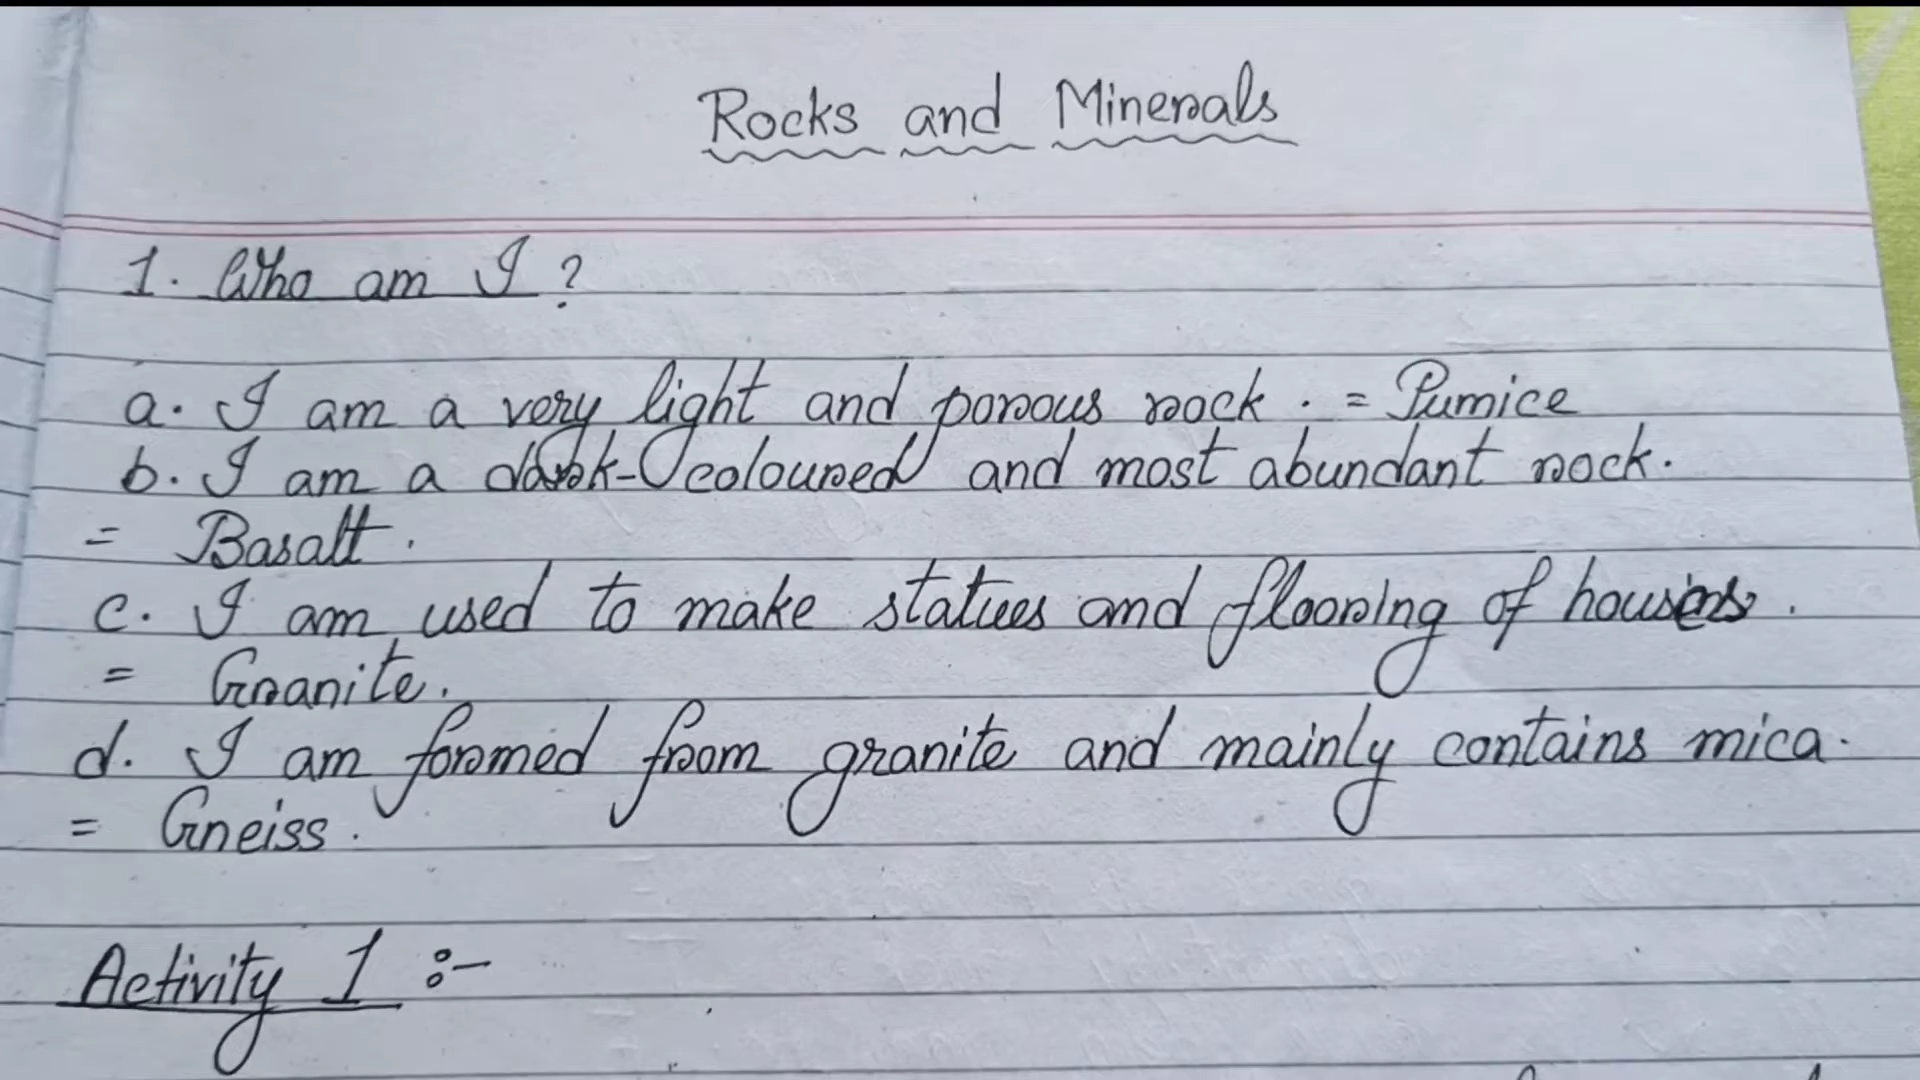 Rocks and Minerals
1. Who am I ?
a. I am a very light and porous rock. = Pumice
b. I am a dark-coloured and most abundant rock.
= Basalt.
c. I am used to make statues and flooring of houses.
= Granite.
d. I am formed from granite and mainly contains mica.
= Gneiss.
Activity 1 :-